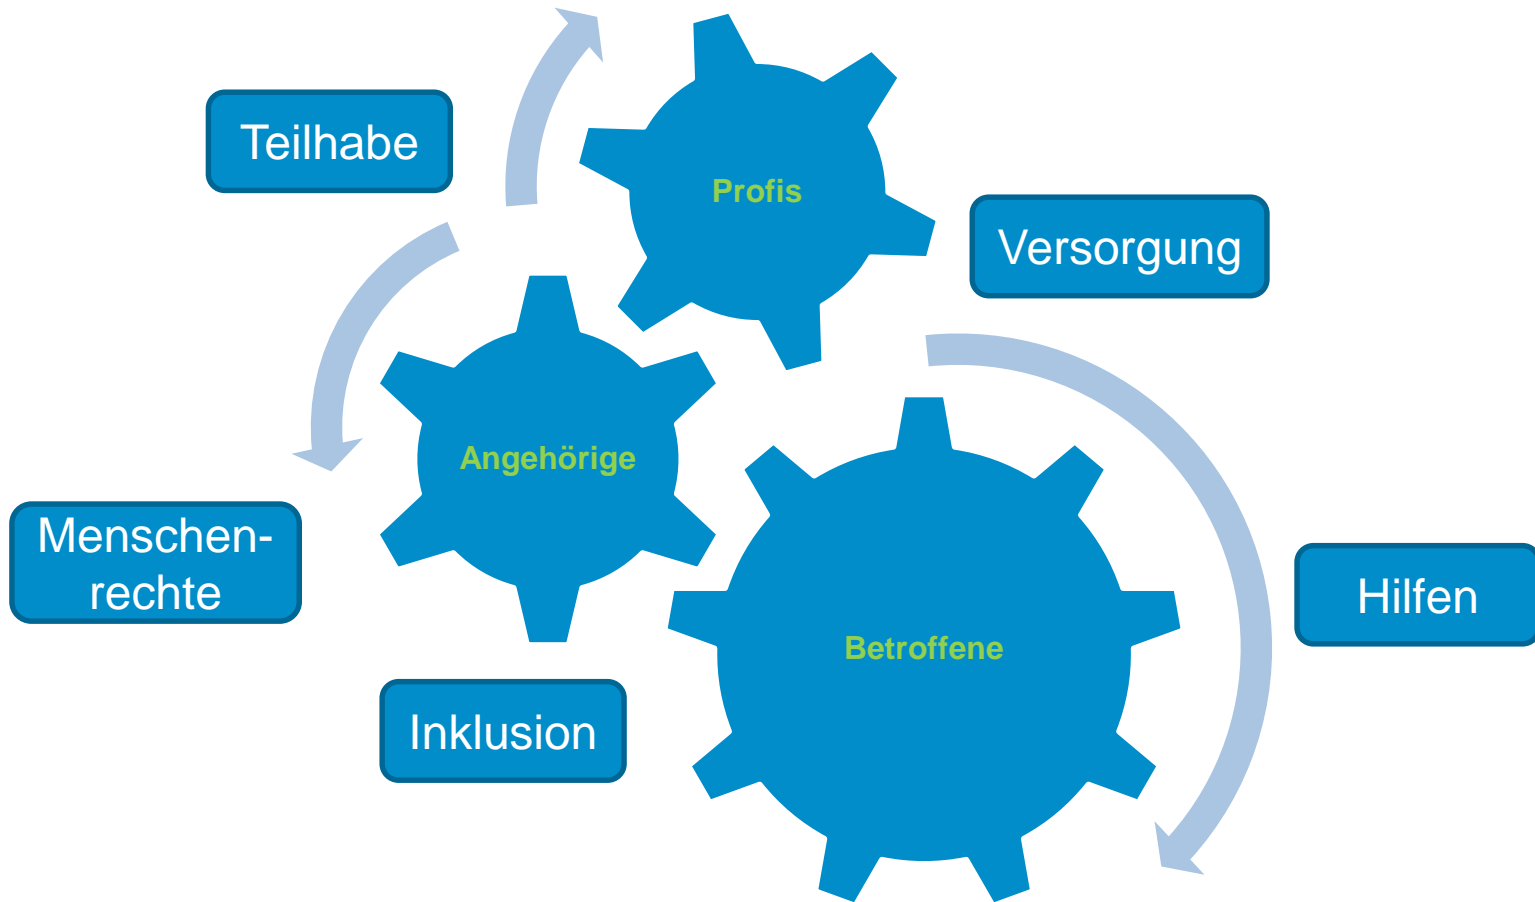 Teilhabe
Profis
Versorgung
Angehörige
Menschen-
rechte
Hilfen
Betroffene
Inklusion